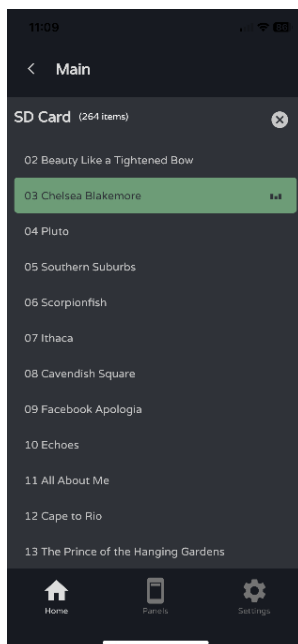 11:09
Main
SD Card (264 items)
02 Beauty Like a Tightened Bow
03 Chelsea Blakemore
04 Pluto
05 Southern Suburbs
06 Scorpionfish
07 Ithaca
08 Cavendish Square
09 Facebook Apologia
10 Echoes
11 All About Me
12 Cape to Rio
13 The Prince of the Hanging Gardens
Home Panels Settings